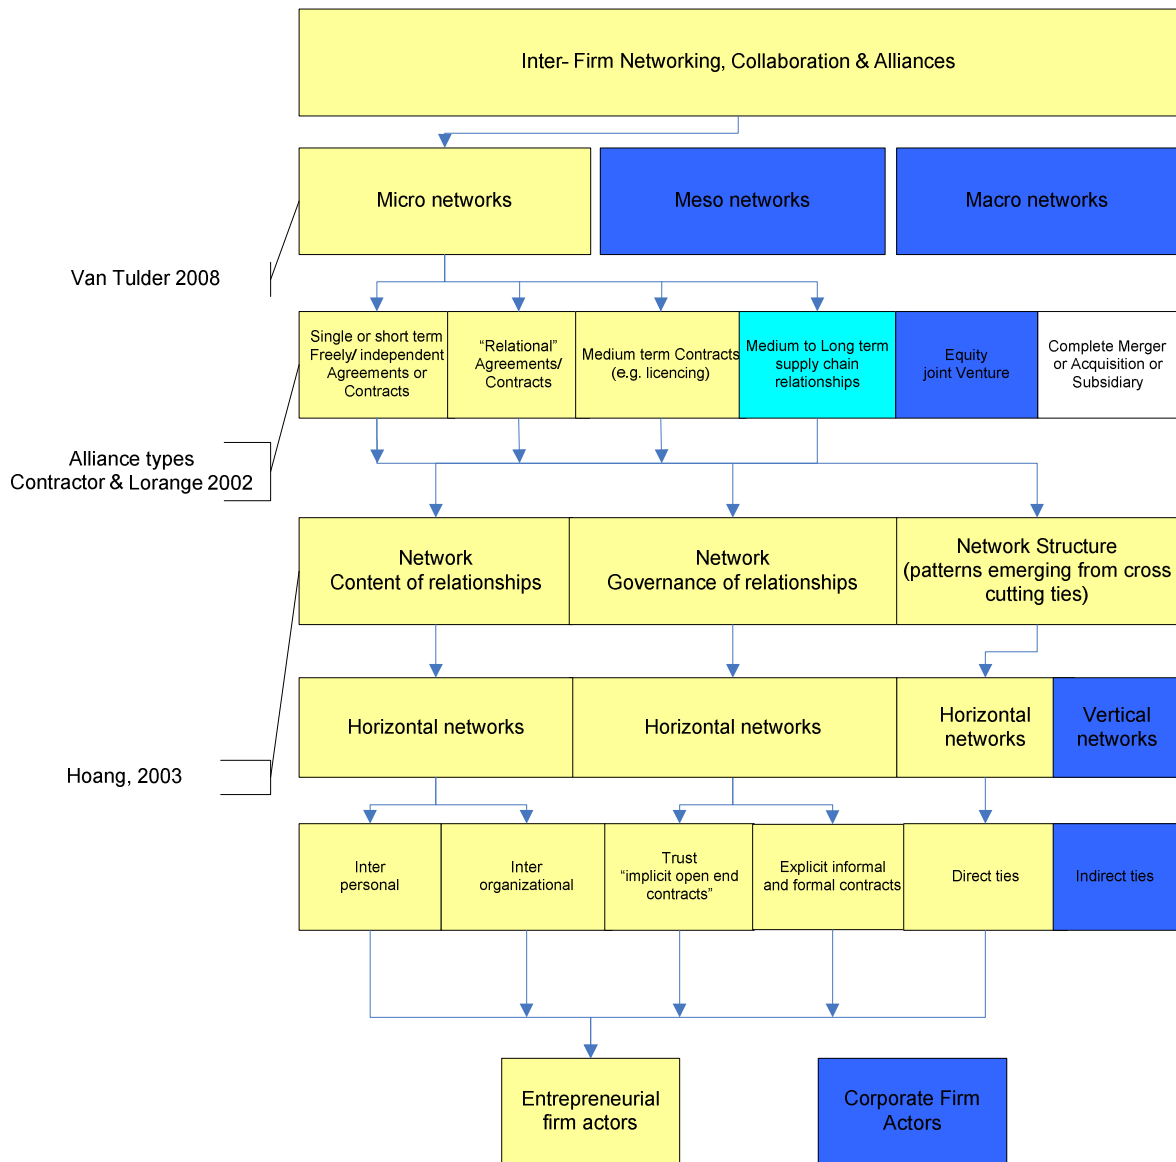 Inter- Firm Networking, Collaboration & Alliances
Micro networks
Meso networks
Macro networks
Van Tulder 2008
Single or short term
Freely/ independent
Agreements or
Contracts
“Relational”
Agreements/
Contracts
Medium term Contracts
(e.g. licencing)
Medium to Long term
supply chain
relationships
Equity
joint Venture
Complete Merger
or Acquisition or
Subsidiary
Alliance types
Contractor & Lorange 2002
Network
Content of relationships
Network
Governance of relationships
Network Structure
(patterns emerging from cross
cutting ties)
Horizontal networks
Horizontal networks
Horizontal
networks
Vertical
networks
Hoang, 2003
Inter
personal
Inter
organizational
Trust
“implicit open end
contracts”
Explicit informal
and formal contracts
Direct ties
Indirect ties
Entrepreneurial
firm actors
Corporate Firm
Actors